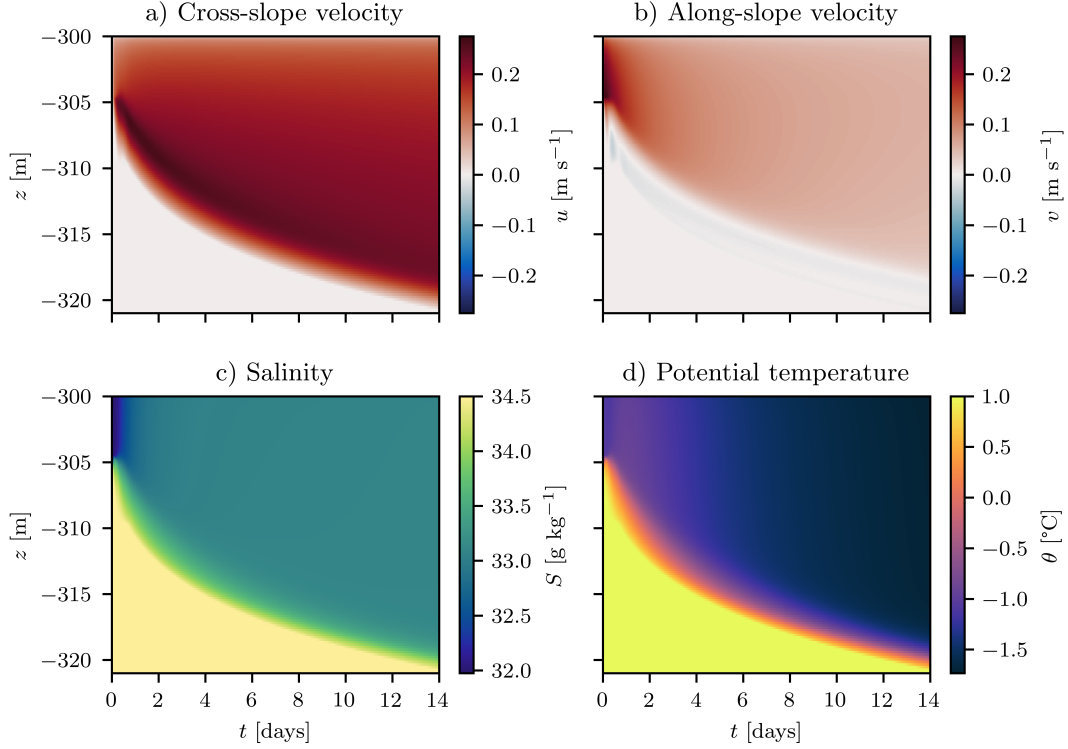 a) Cross-slope velocity
b) Along-slope velocity
−300
−305
−310
−315
−320
z [m]
0.2
0.1
0.0
−0.1
−0.2
u [m s−1]
0.2
0.1
0.0
−0.1
−0.2
v [m s−1]
c) Salinity
d) Potential temperature
−300
−305
−310
−315
−320
z [m]
0 2 4 6 8 10 12 14
t [days]
34.5
34.0
33.5
33.0
32.5
32.0
S [g kg−1]
0 2 4 6 8 10 12 14
t [days]
1.0
0.5
0.0
−0.5
−1.0
−1.5
θ [°C]